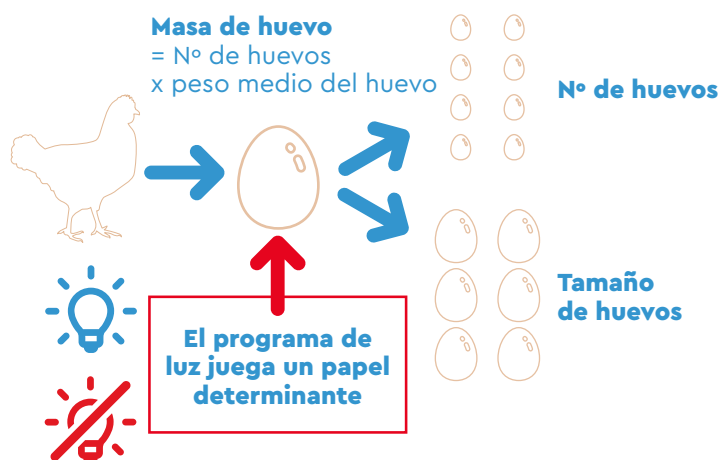 Masa de huevo
= Nº de huevos
x peso medio del huevo
Nº de huevos
Tamaño
de huevos
El programa de
luz juega un papel
determinante